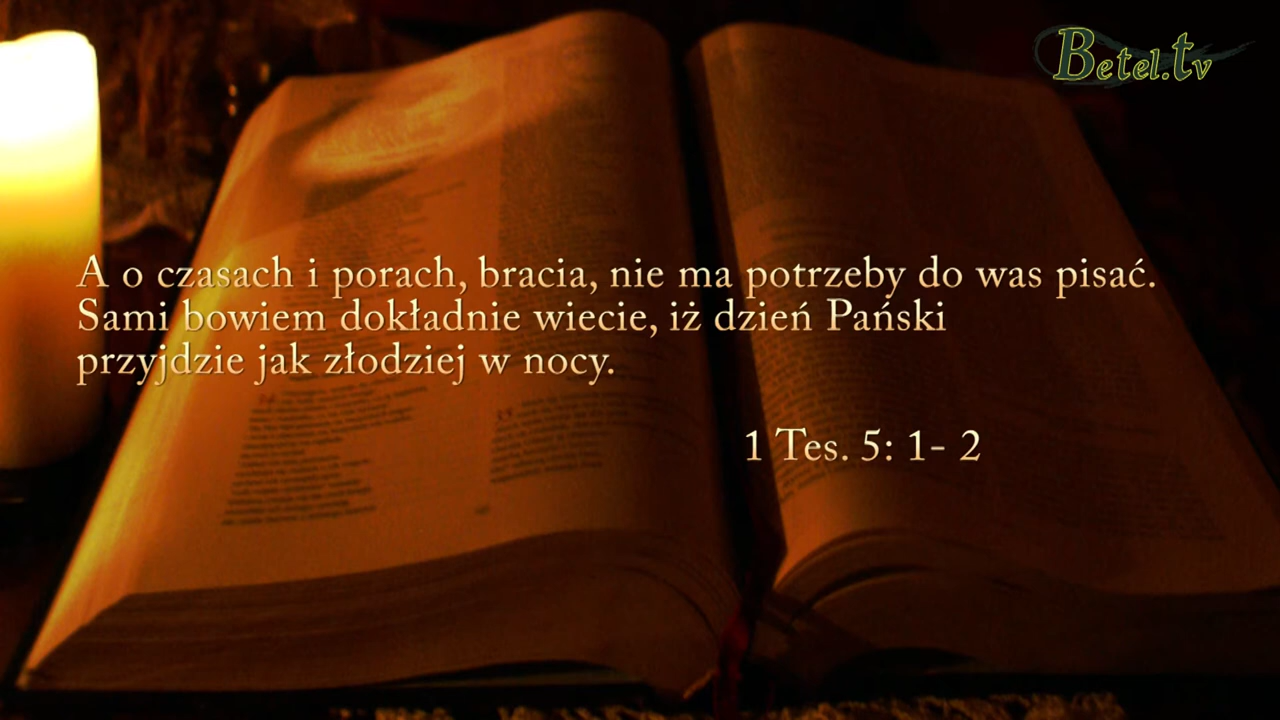 Betel.tv
A o czasach i porach, bracia, nie ma potrzeby do was pisać.
Sami bowiem dokładnie wiecie, iż dzień Pański
przyjdzie jak złodziej w nocy.
1 Tes. 5: 1- 2